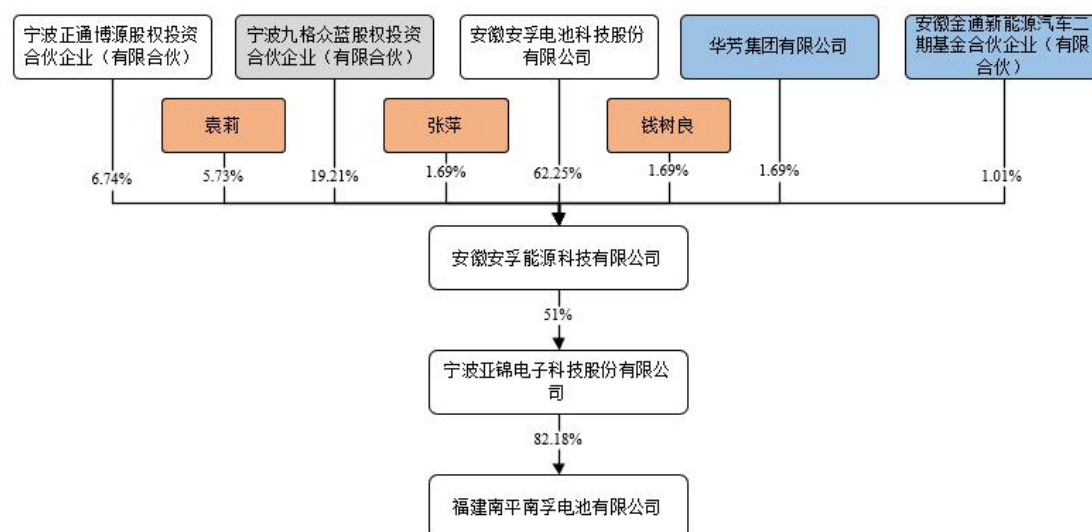 宁波正通博源股权投资
合伙企业（有限合伙）
宁波九格众蓝股权投资
合伙企业（有限合伙）
安徽安孚电池科技股份
有限公司
华芳集团有限公司
安徽金通新能源汽车二
期基金合伙企业（有限
合伙）
袁莉
张萍
钱树良
6.74%
5.73%
19.21%
1.69%
62.25%
1.69%
1.69%
1.01%
安徽安孚能源科技有限公司
51%
宁波亚锦电子科技股份有限公
司
82.18%
福建南平南孚电池有限公司